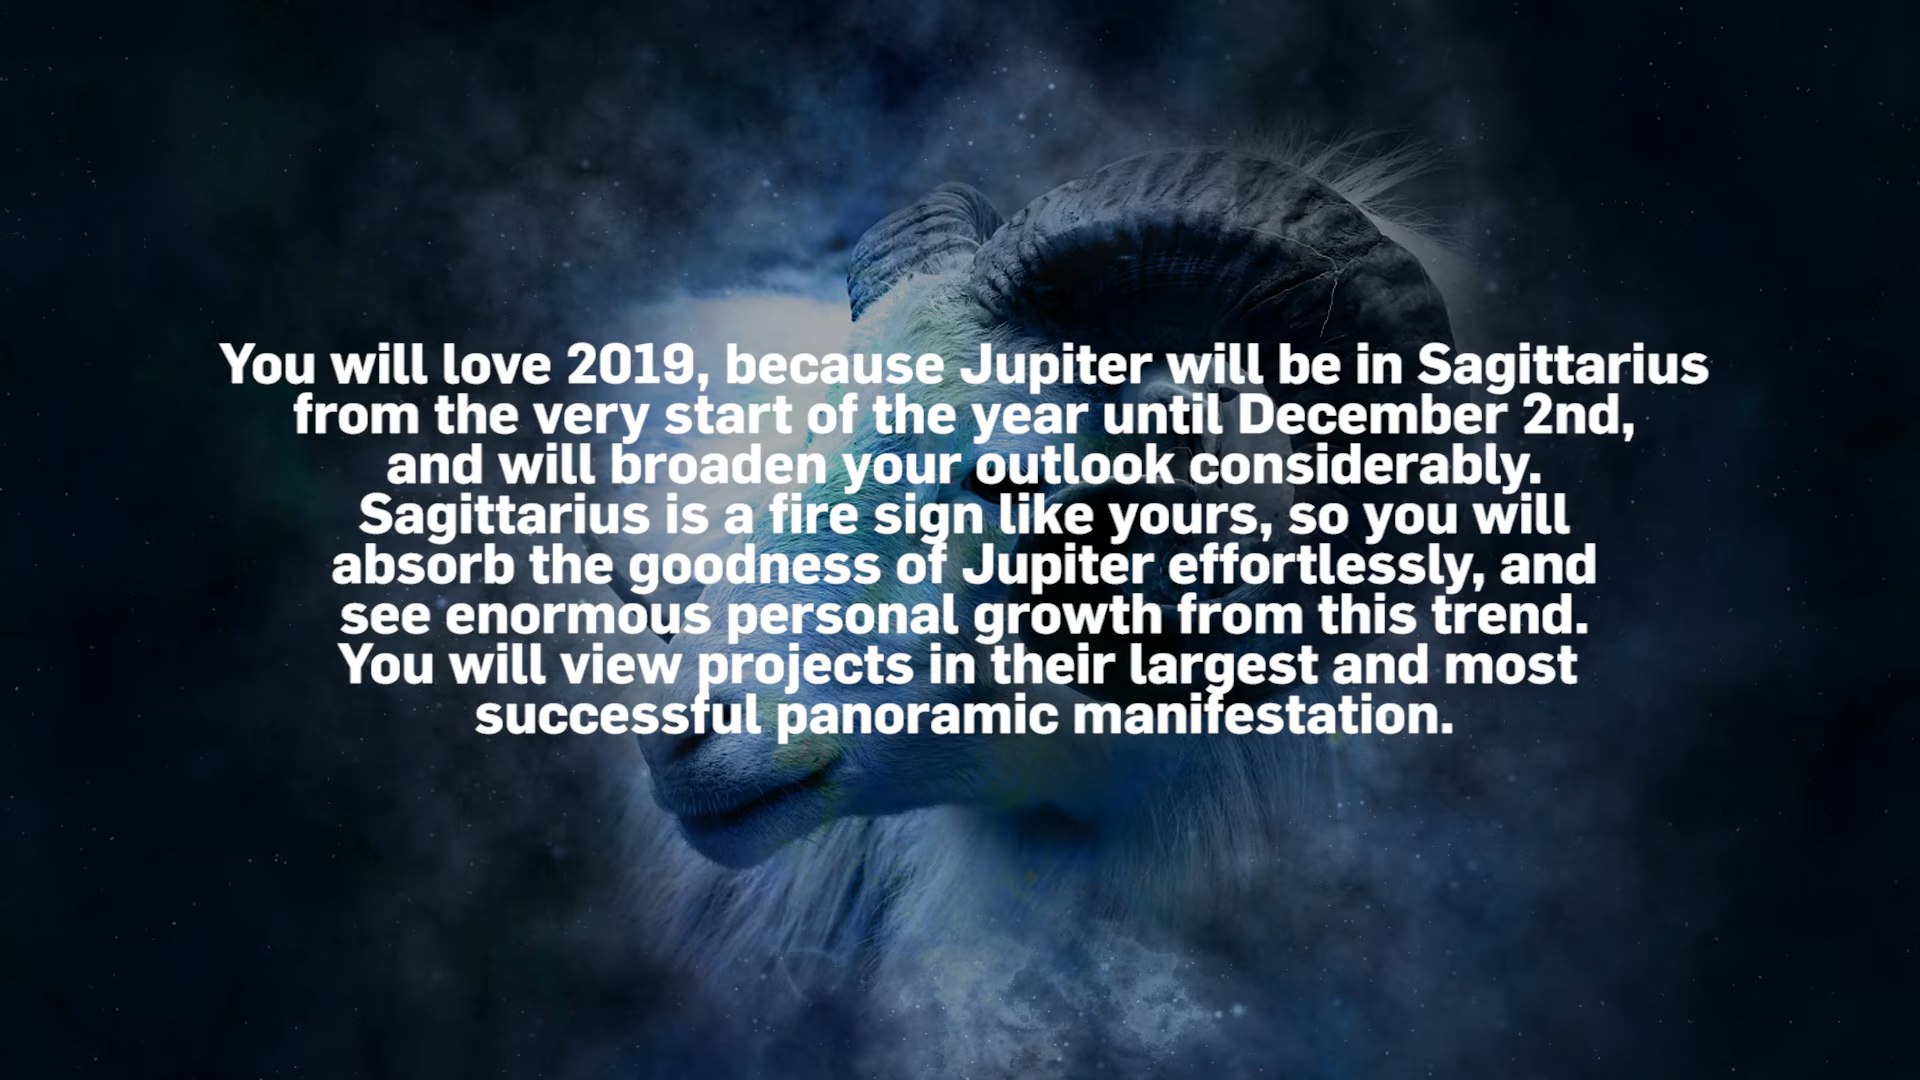 You will love 2019, because Jupiter will be in Sagittarius
from the very start of the year until December 2nd,
and will broaden your outlook considerably.
Sagittarius is a fire sign like yours, so you will
absorb the goodness of Jupiter effortlessly, and
see enormous personal growth from this trend.
You will view projects in their largest and most
successful panoramic manifestation.